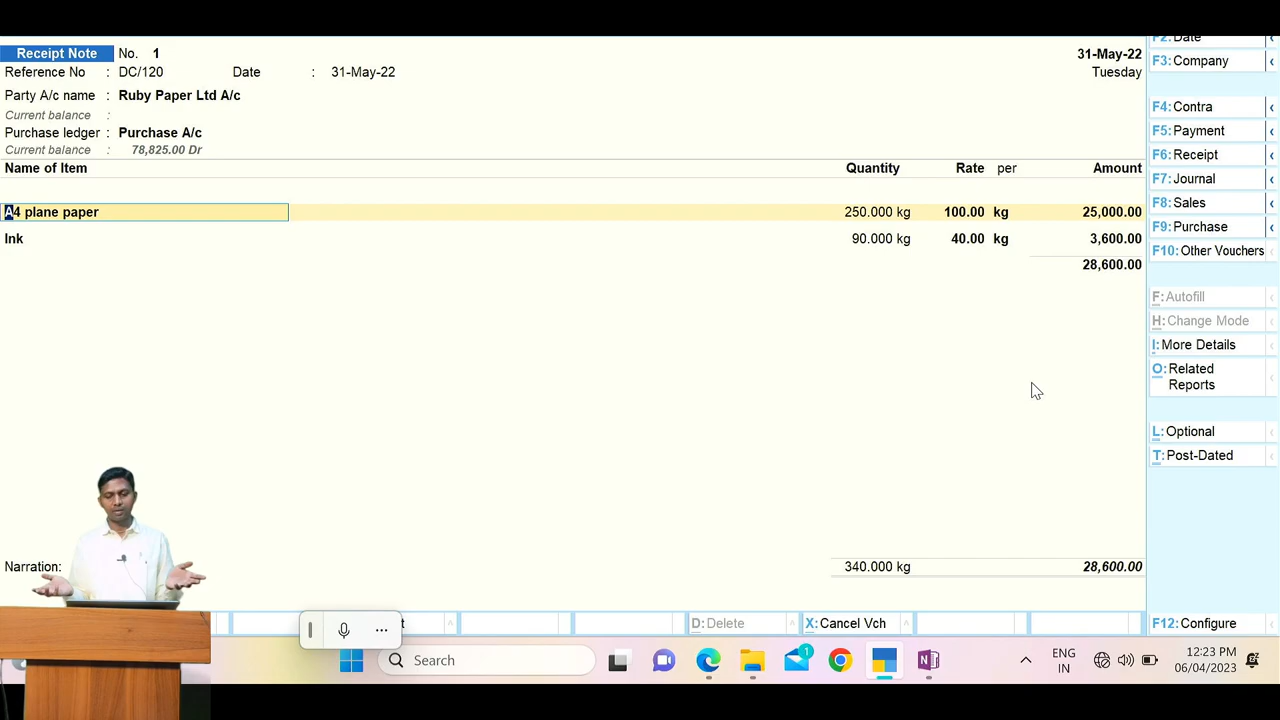 Receipt Note No. 1 31-May-22
Reference No : DC/120 Date : 31-May-22 Tuesday
Party A/c name : Ruby Paper Ltd A/c
Current balance :
Purchase ledger : Purchase A/c
Current balance : 78,825.00 Dr
Name of Item Quantity Rate per Amount
A4 plane paper 250.000 kg 100.00 kg 25,000.00
Ink 90.000 kg 40.00 kg 3,600.00
28,600.00
Narration: 340.000 kg 28,600.00
F2: Date
F3: Company
F4: Contra
F5: Payment
F6: Receipt
F7: Journal
F8: Sales
F9: Purchase
F10: Other Vouchers
F: Autofill
H: Change Mode
I: More Details
O: Related
Reports
L: Optional
T: Post-Dated
D: Delete X: Cancel Vch F12: Configure
Search
1
ENG
IN
12:23 PM
06/04/2023